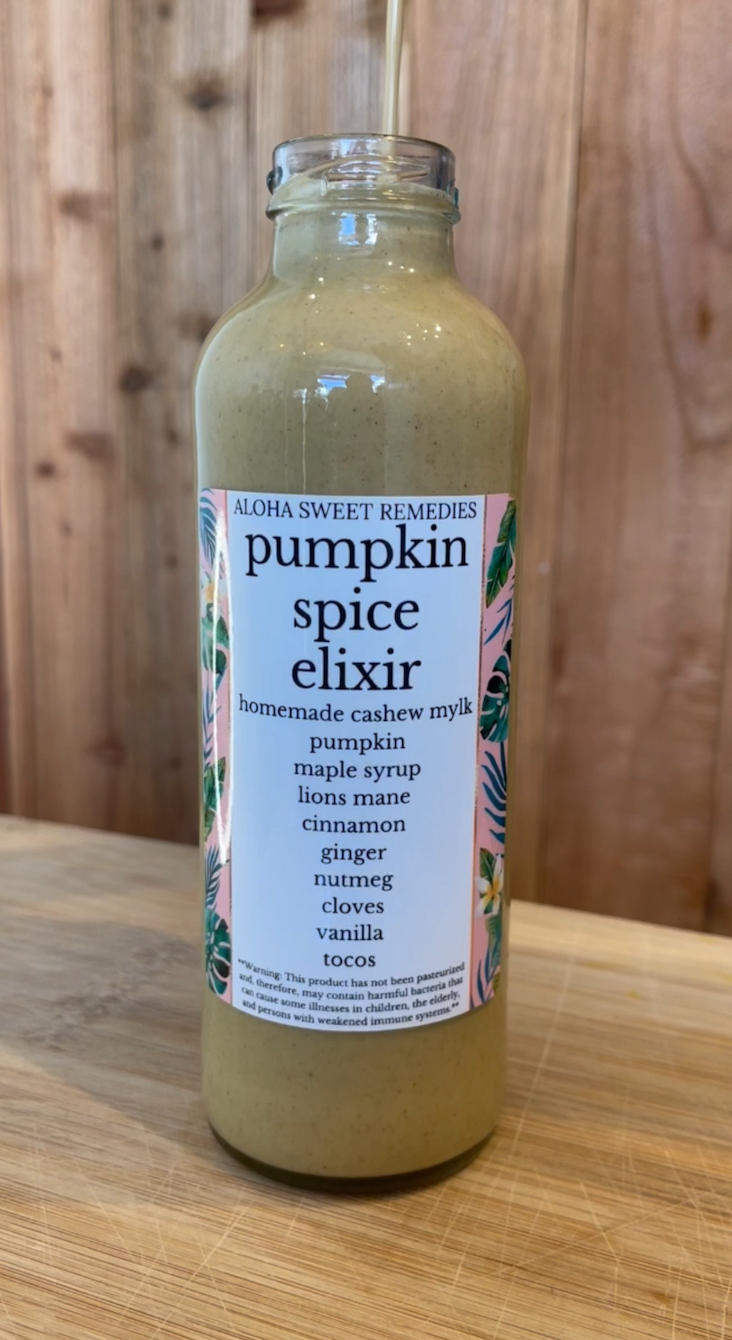 ALOHA SWEET REMEDIES
pumpkin
spice
elixir
homemade cashew mylk
pumpkin
maple syrup
lions mane
cinnamon
ginger
nutmeg
cloves
vanilla
tocos
**Warning: This product has not been pasteurized
and, therefore, may contain harmful bacteria that
can cause some illnesses in children, the elderly,
and persons with weakened immune systems.**